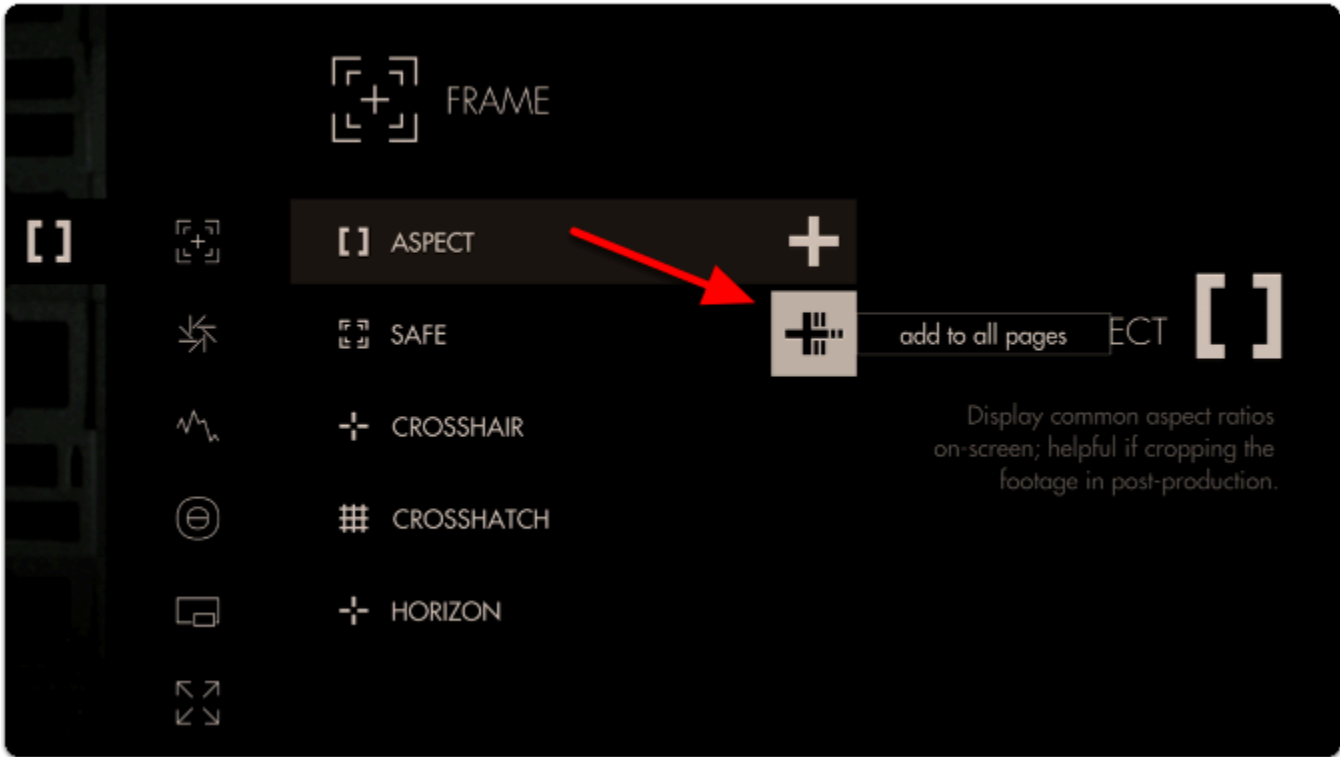 FRAME
ASPECT
SAFE
add to all pages
ECT
CROSSHAIR
Display common aspect ratios
on-screen; helpful if cropping the
footage in post-production.
CROSSHATCH
HORIZON